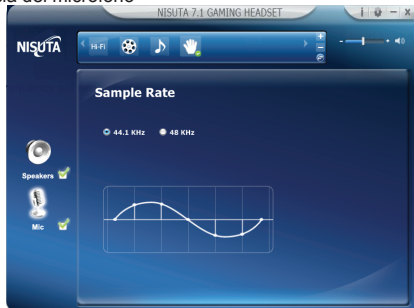 NISUTA 7.1 GAMING HEADSET
NISUTA
Hi-Fi
Sample Rate
44.1 KHz 48 KHz
Speakers
Mic